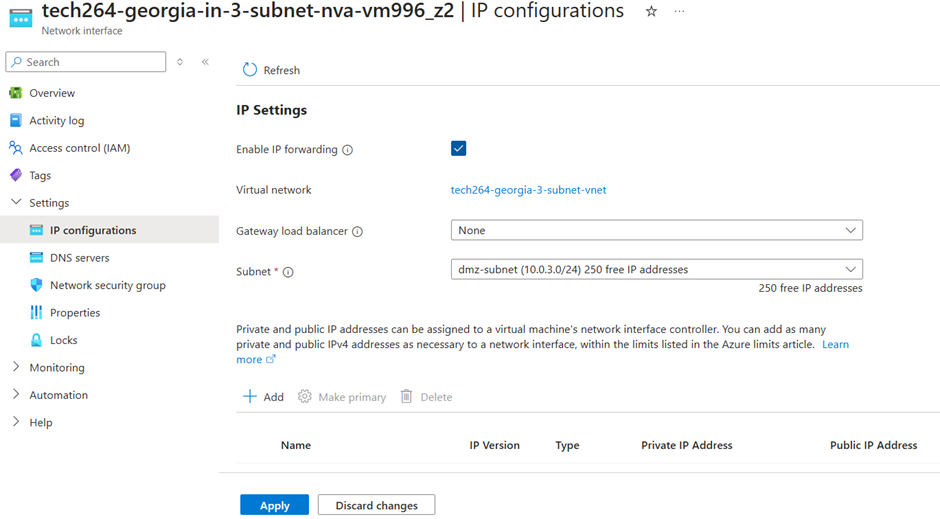 tech264-georgia-in-3-subnet-nva-vm996_z2 | IP configurations
Network interface
Search
Refresh
Overview
Activity log
Access control (IAM)
Tags
Settings
IP configurations
DNS servers
Network security group
Properties
Locks
Monitoring
Automation
Help
IP Settings
Enable IP forwarding
Virtual network
tech264-georgia-3-subnet-vnet
Gateway load balancer
None
Subnet *
dmz-subnet (10.0.3.0/24) 250 free IP addresses
250 free IP addresses
Private and public IP addresses can be assigned to a virtual machine's network interface controller. You can add as many
private and public IPv4 addresses as necessary to a network interface, within the limits listed in the Azure limits article. Learn
more
Add Make primary Delete
Name IP Version Type Private IP Address Public IP Address
Apply Discard changes